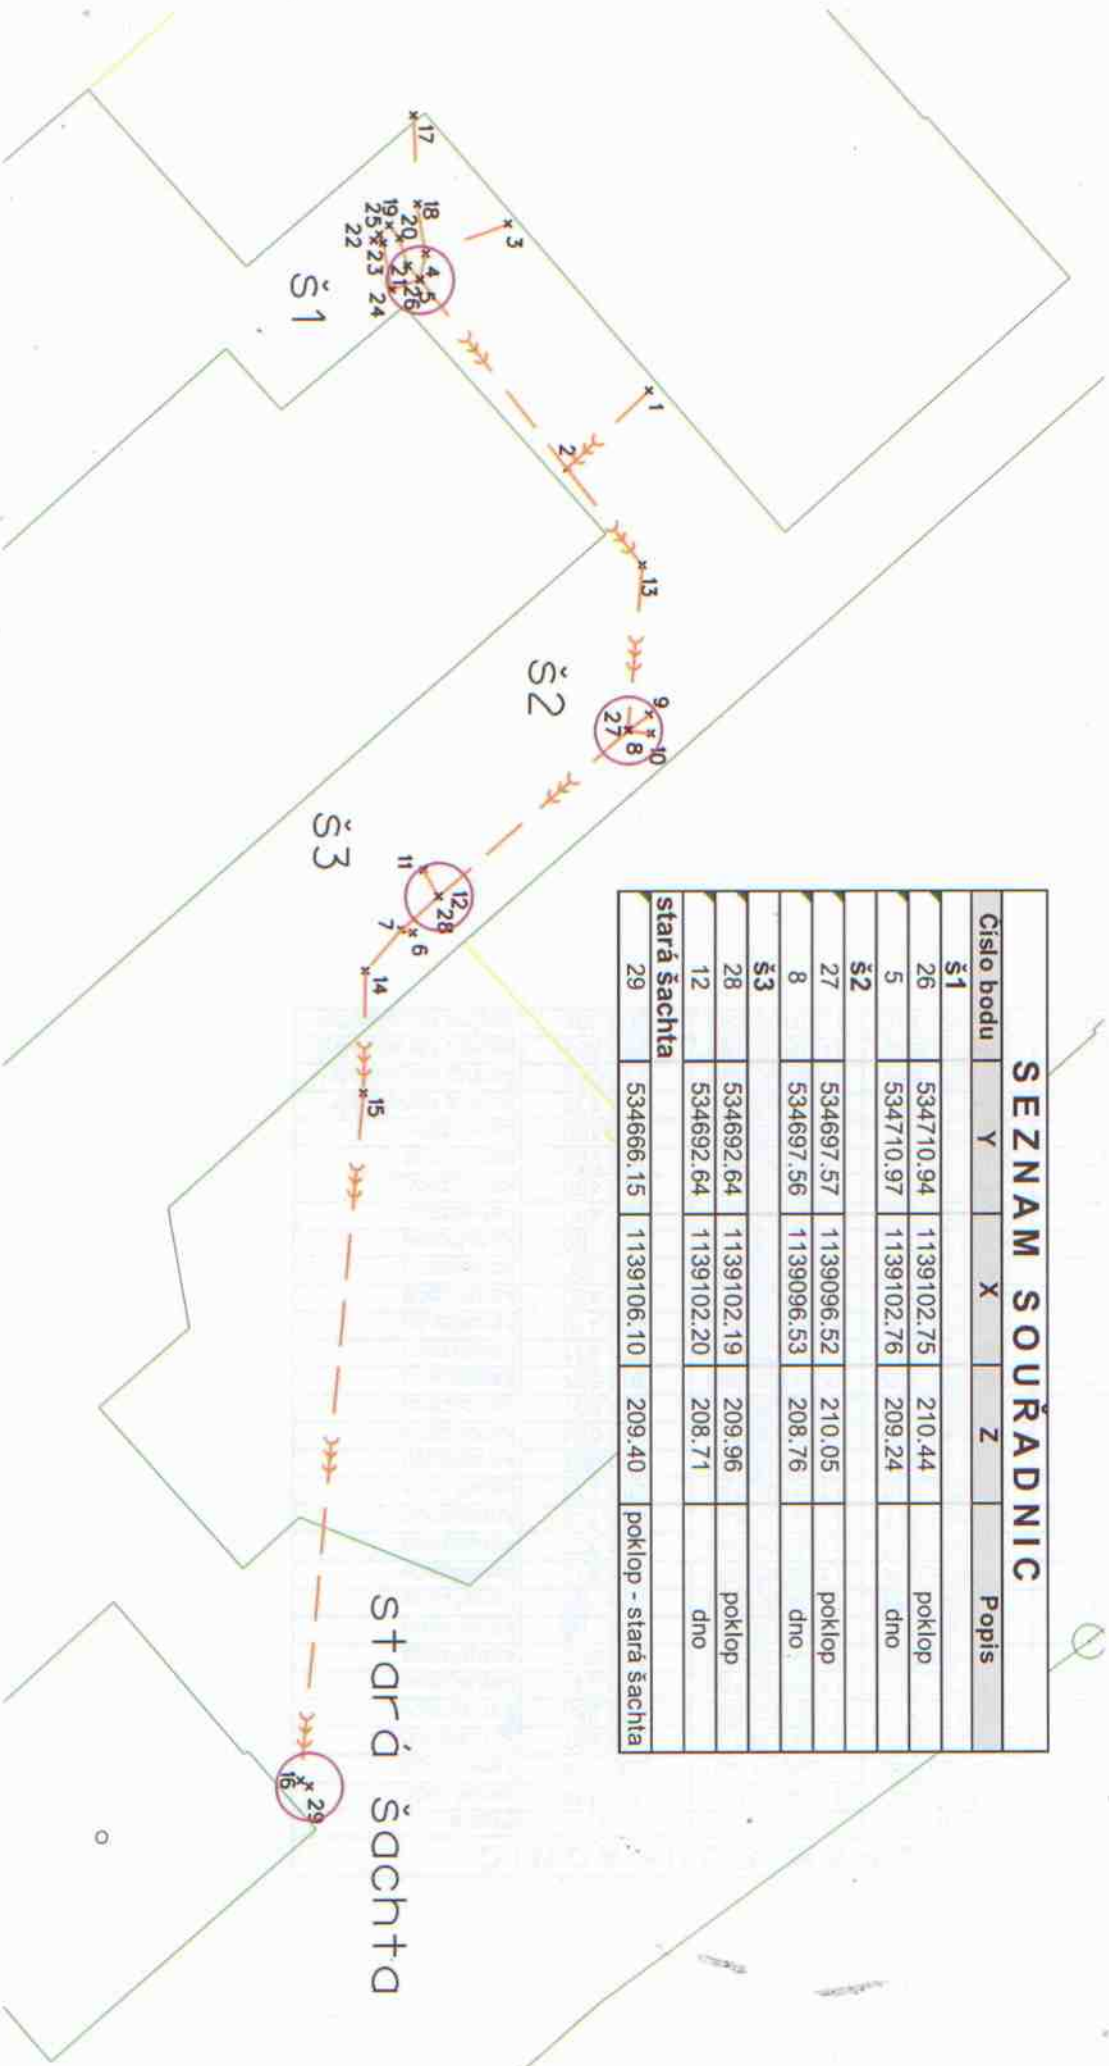 SEZNAM SOUŘADNIC
Číslo bodu Y X Z Popis
Š1
26 534710.94 1139102.75 210.44 poklop
5 534710.97 1139102.76 209.24 dno
Š2
27 534697.57 1139096.52 210.05 poklop
8 534697.56 1139096.53 208.76 dno
Š3
28 534692.64 1139102.19 209.96 poklop
12 534692.64 1139102.20 208.71 dno
stará šachta
29 534666.15 1139106.10 209.40 poklop - stará šachta
1
3
2
13
9
10
8
27
Š2
17
18
4
20
19
5
26
21
25
23
22
24
Š1
12
28
11
6
7
Š3
14
15
Stará šachta
29
16